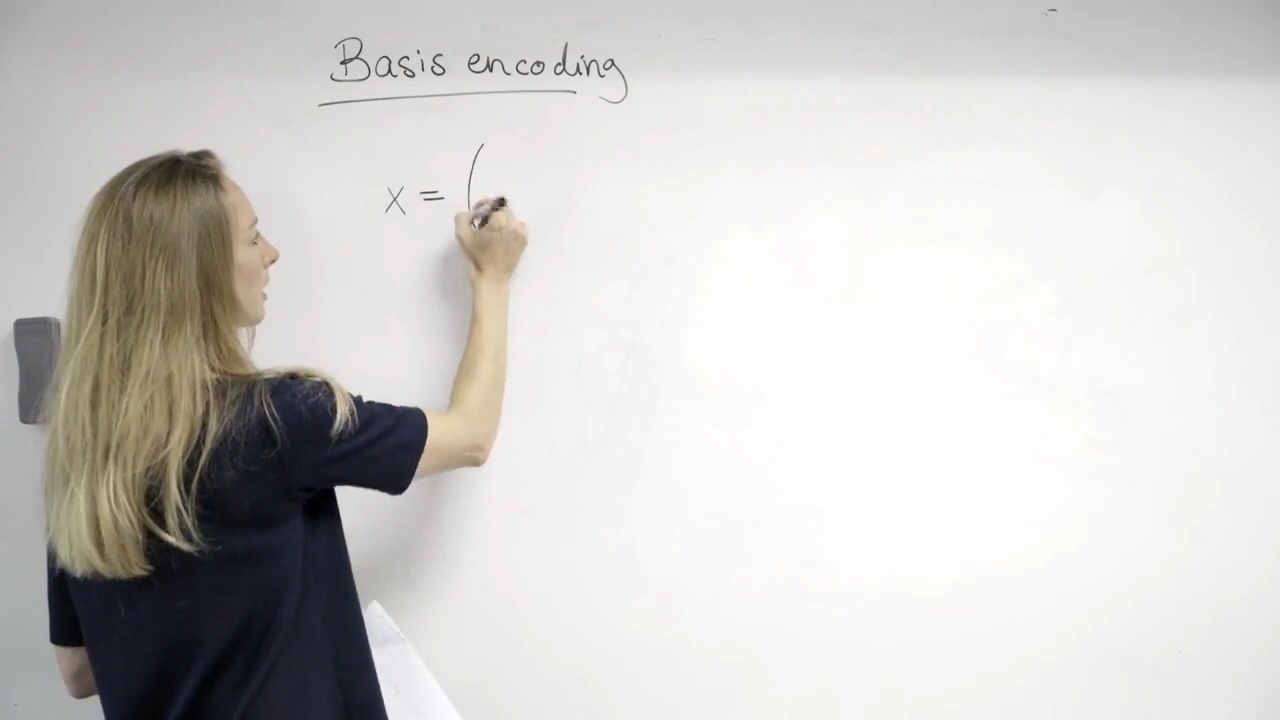 Basis encoding
x = (